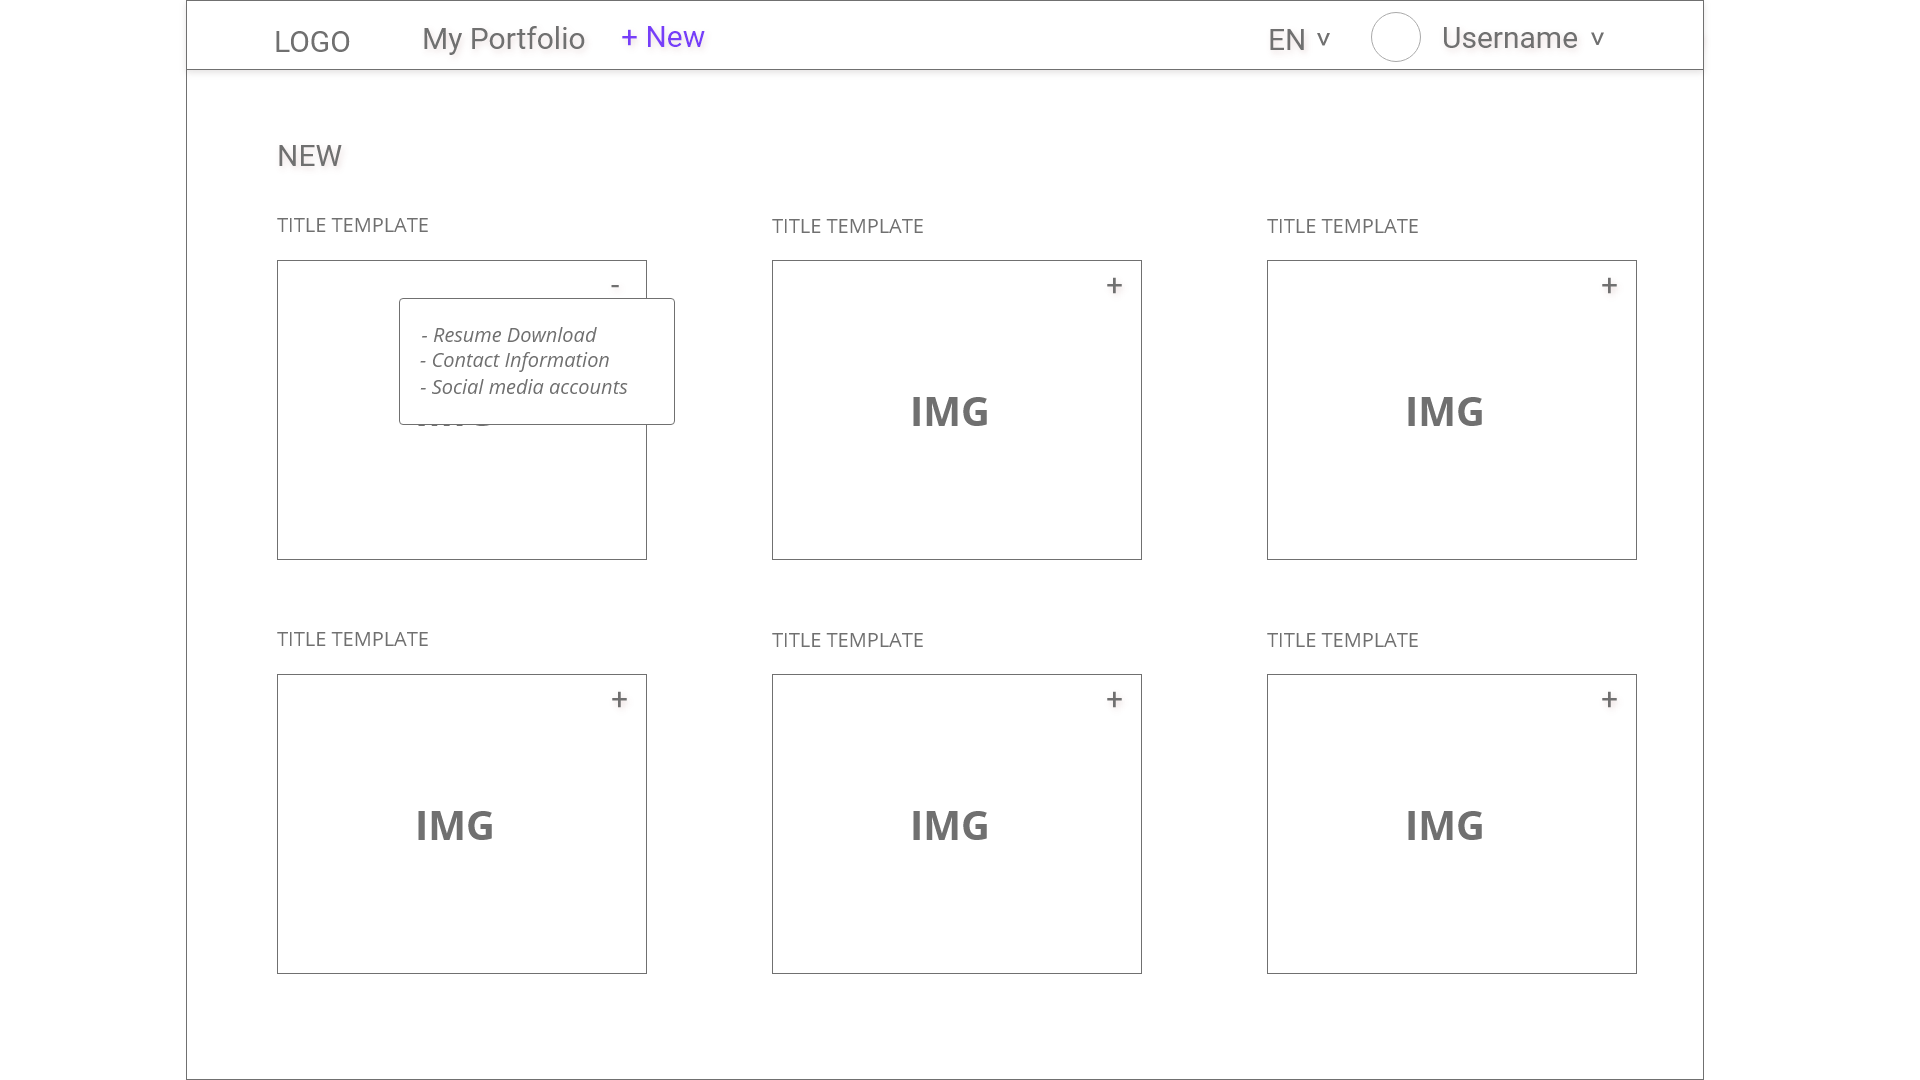 LOGO My Portfolio + New EN v Username v
NEW
TITLE TEMPLATE TITLE TEMPLATE TITLE TEMPLATE
- + +
- Resume Download
- Contact Information
- Social media accounts
IMG IMG
TITLE TEMPLATE TITLE TEMPLATE TITLE TEMPLATE
+ + +
IMG IMG IMG